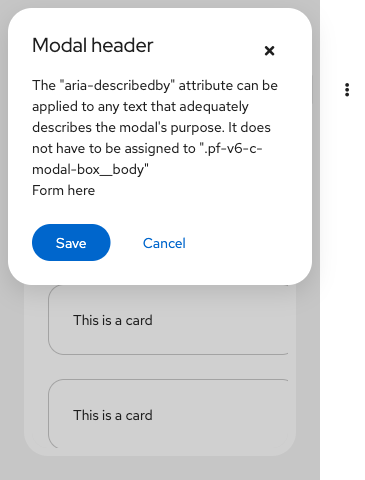 Modal header
The "aria-describedby" attribute can be
applied to any text that adequately
describes the modal's purpose. It does
not have to be assigned to ".pf-v6-c-
modal-box__body"
Form here
Save
Cancel
This is a card
This is a card